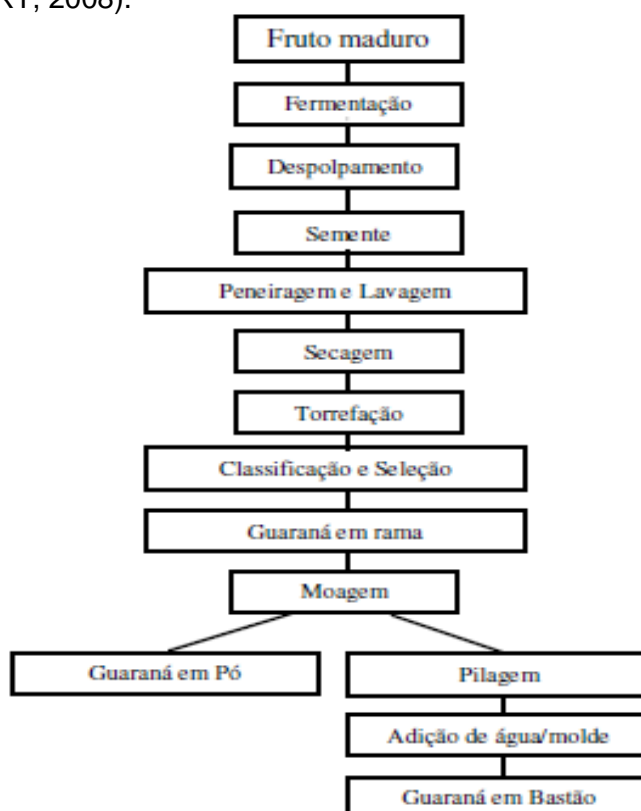 2008).
Fruto maduro
Fermentação
Despolpamento
Semente
Peneiragem e Lavagem
Secagem
Torrefação
Classificação e Seleção
Guaraná em rama
Moagem
Guaraná em Pó
Pilagem
Adição de água/molde
Guaraná em Bastão